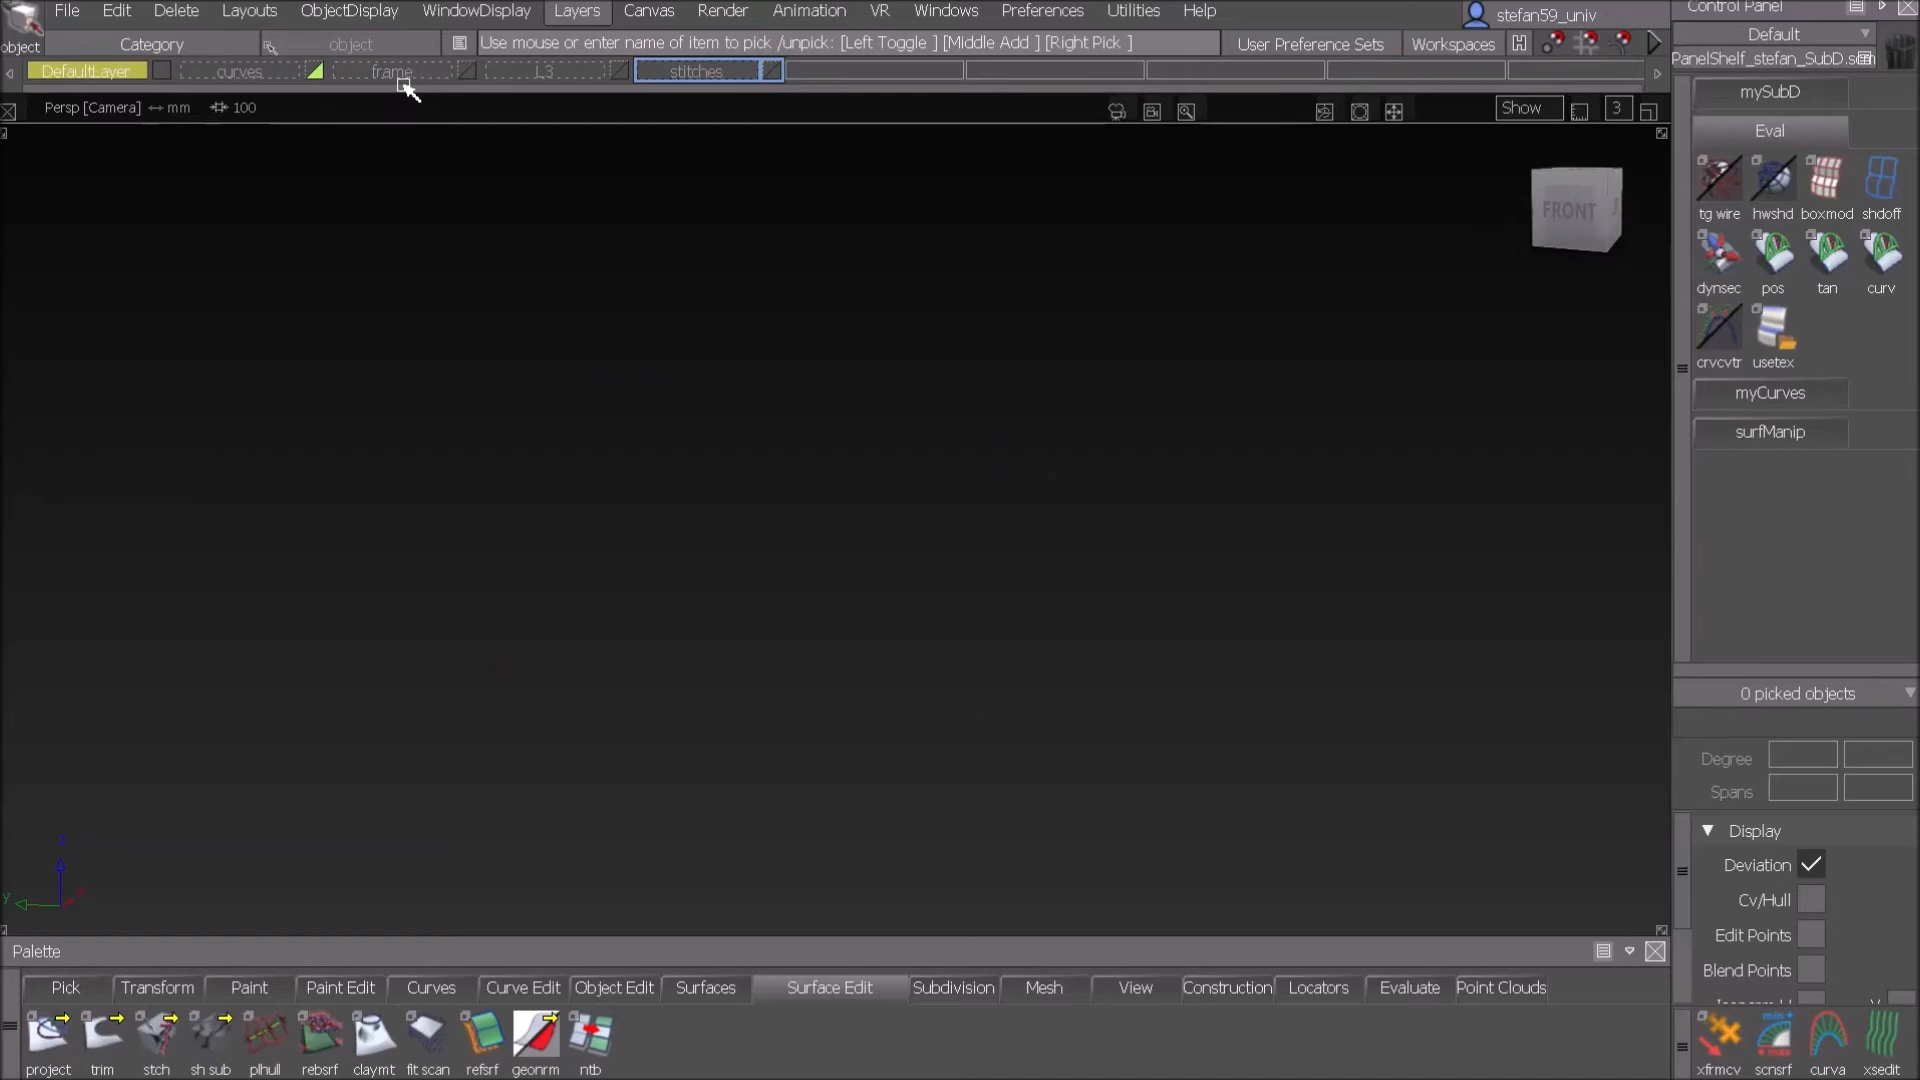 File Edit Delete Layouts ObjectDisplay WindowDisplay Layers Canvas Render Animation VR Windows Preferences Utilities Help
stefan59_univ
Control Panel
object
Category
object
Use mouse or enter name of item to pick /unpick: [Left Toggle ] [Middle Add ] [Right Pick ]
User Preference Sets
Workspaces
H
Default
PanelShelf_stefan_SubD.scm
DefaultLayer curves frame L3 stitches
Persp [Camera] mm 100
Show
3
mySubD
Eval
FRONT
tg wire hwshd boxmod shdoff
dynsec pos tan curv
crvcvtr usetex
myCurves
surfManip
0 picked objects
Degree
Spans
Display
Deviation
Cv/Hull
Edit Points
Blend Points
z
y
x
Palette
Pick Transform Paint Paint Edit Curves Curve Edit Object Edit Surfaces Surface Edit Subdivision Mesh View Construction Locators Evaluate Point Clouds
project trim stch sh sub plhull rebsrf claymt fit scan refsrf geonrm ntb
min
max
xfrmcv scnsrf curva xsedit